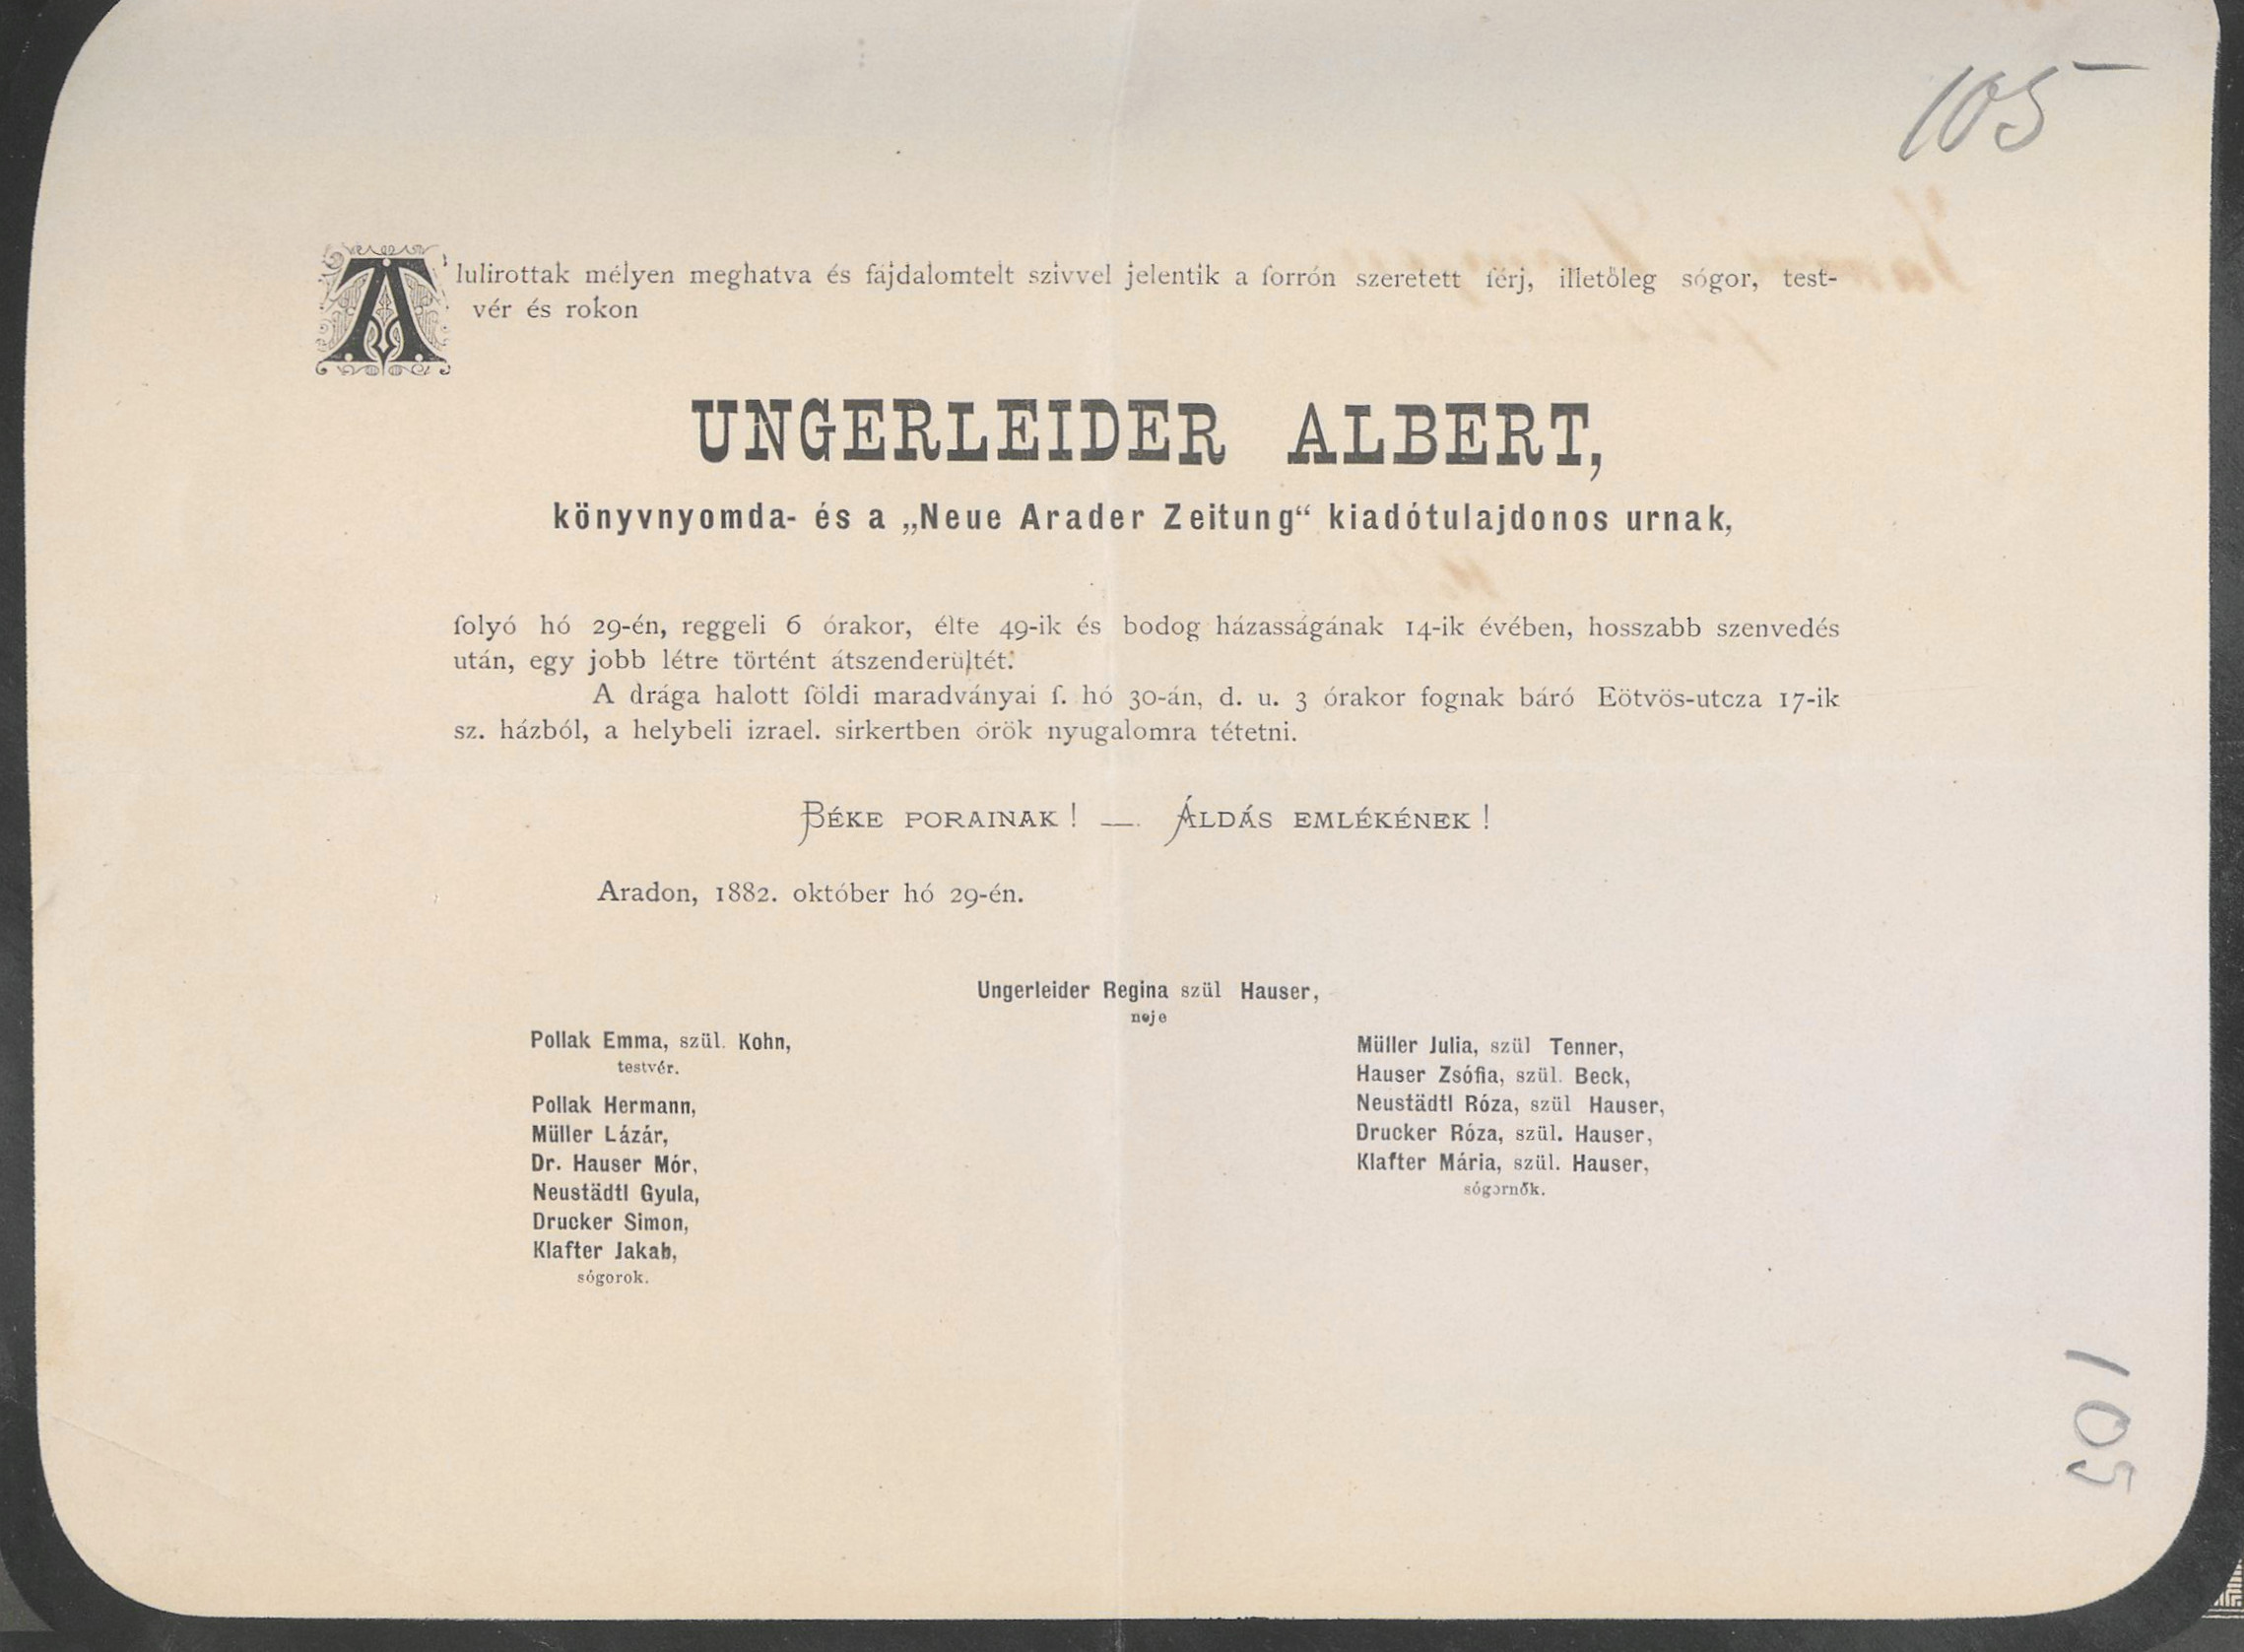 105
Alulirottak mélyen meghatva és fájdalomtelt szivvel jelentik a forrón szeretett férj, illetőleg sógor, test-
vér és rokon
UNGERLEIDER ALBERT,
könyvnyomda- és a „Neue Arader Zeitung“ kiadótulajdonos urnak,
folyó hó 29-én, reggeli 6 órakor, élte 49-ik és bodog házasságának 14-ik évében, hosszabb szenvedés
után, egy jobb létre történt átszenderültét.
A drága halott földi maradványai f. hó 30-án, d. u. 3 órakor fognak báró Eötvös-utcza 17-ik
sz. házból, a helybeli izrael. sirkertben örök nyugalomra tétetni.
BÉKE PORAINAK! — ÁLDÁS EMLÉKÉNEK!
Aradon, 1882. október hó 29-én.
Ungerleider Regina szül Hauser,
neje
Pollak Emma, szül. Kohn,
testvér.
Pollak Hermann,
Müller Lázár,
Dr. Hauser Mór,
Neustädtl Gyula,
Drucker Simon,
Klafter Jakab,
sógorok.
Müller Julia, szül Tenner,
Hauser Zsófia, szül. Beck,
Neustädtl Róza, szül Hauser,
Drucker Róza, szül. Hauser,
Klafter Mária, szül. Hauser,
sógornők.
105